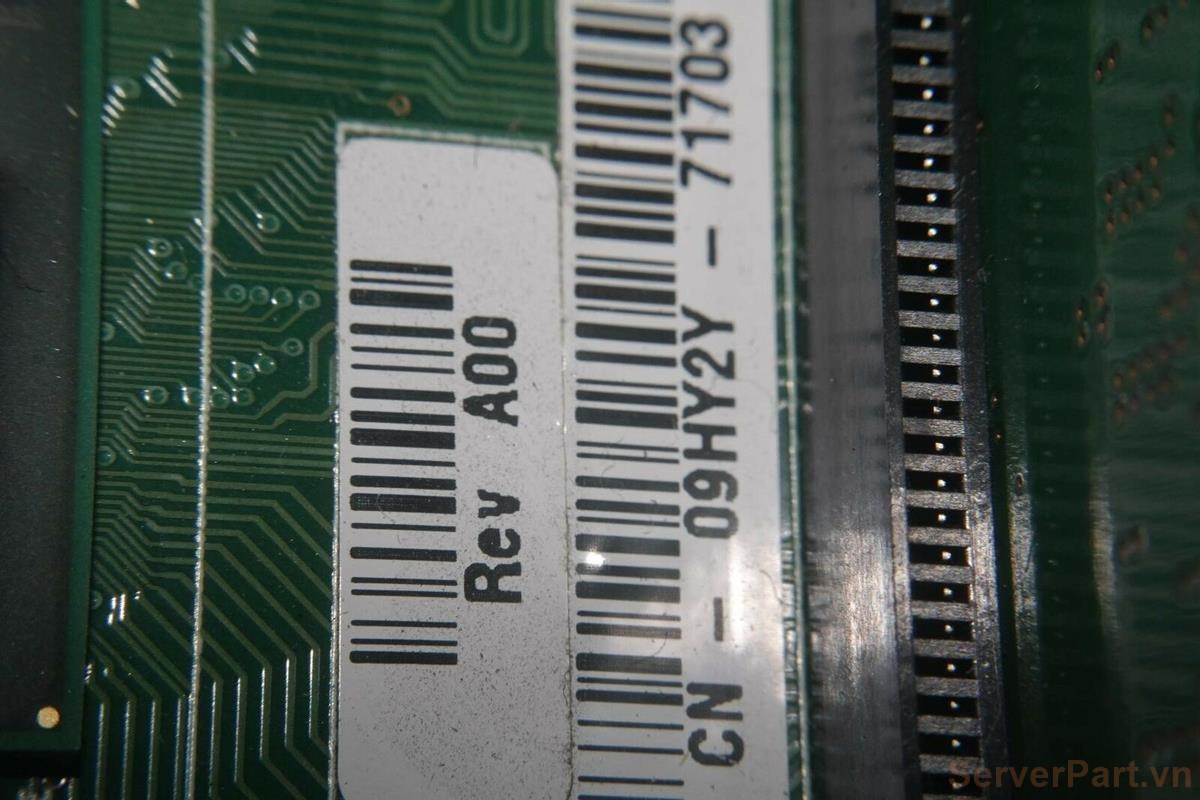 Rev A00
CN - 09HY2Y - 71703
ServerPart.vn